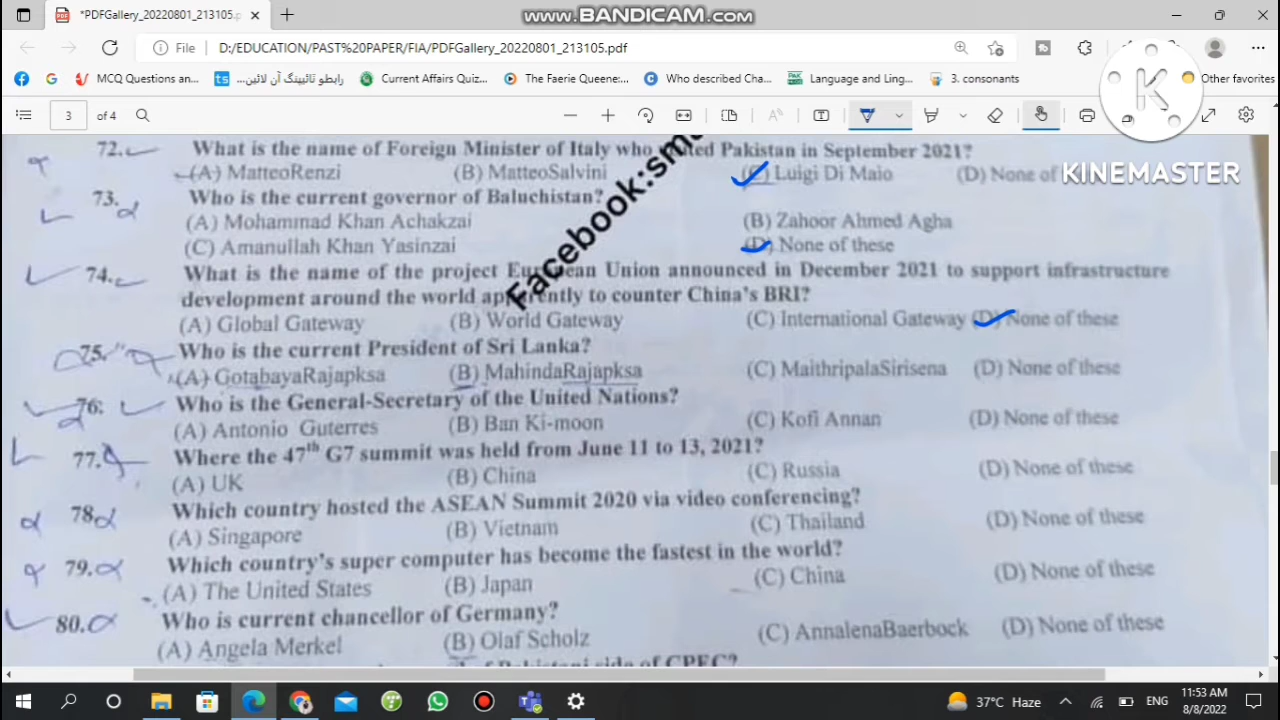 *PDFGallery_20220801_213105.p
www.BANDICAM.com
File
D:/EDUCATION/PAST%20PAPER/FIA/PDFGallery_20220801_213105.pdf
MCQ Questions an...
رابطو ٹائپینگ آن لائین...
Current Affairs Quiz...
The Faerie Queene:...
Who described Cha...
Language and Ling...
3. consonants
Other favorites
3 of 4
KINEMASTER
Facebook:sm
72. What is the name of Foreign Minister of Italy who ted Pakistan in September 2021?
(A) MatteoRenzi (B) MatteoSalvini (C) Luigi Di Maio (D) None of
73. Who is the current governor of Baluchistan?
(A) Mohammad Khan Achakzai (B) Zahoor Ahmed Agha
(C) Amanullah Khan Yasinzai (D) None of these
74. What is the name of the project European Union announced in December 2021 to support infrastructure
development around the world apparently to counter China's BRI?
(A) Global Gateway (B) World Gateway (C) International Gateway (D) None of these
75. Who is the current President of Sri Lanka?
(A) GotabayaRajapksa (B) MahindaRajapksa (C) MaithripalaSirisena (D) None of these
76. Who is the General-Secretary of the United Nations?
(A) Antonio Guterres (B) Ban Ki-moon (C) Kofi Annan (D) None of these
77. Where the 47th G7 summit was held from June 11 to 13, 2021?
(A) UK (B) China (C) Russia (D) None of these
78. Which country hosted the ASEAN Summit 2020 via video conferencing?
(A) Singapore (B) Vietnam (C) Thailand (D) None of these
79. Which country's super computer has become the fastest in the world?
(A) The United States (B) Japan (C) China (D) None of these
80. Who is current chancellor of Germany?
(A) Angela Merkel (B) Olaf Scholz (C) AnnalenaBaerbock (D) None of these
of Pakistani side of CPEC?
37°C Haze
ENG
11:53 AM
8/8/2022